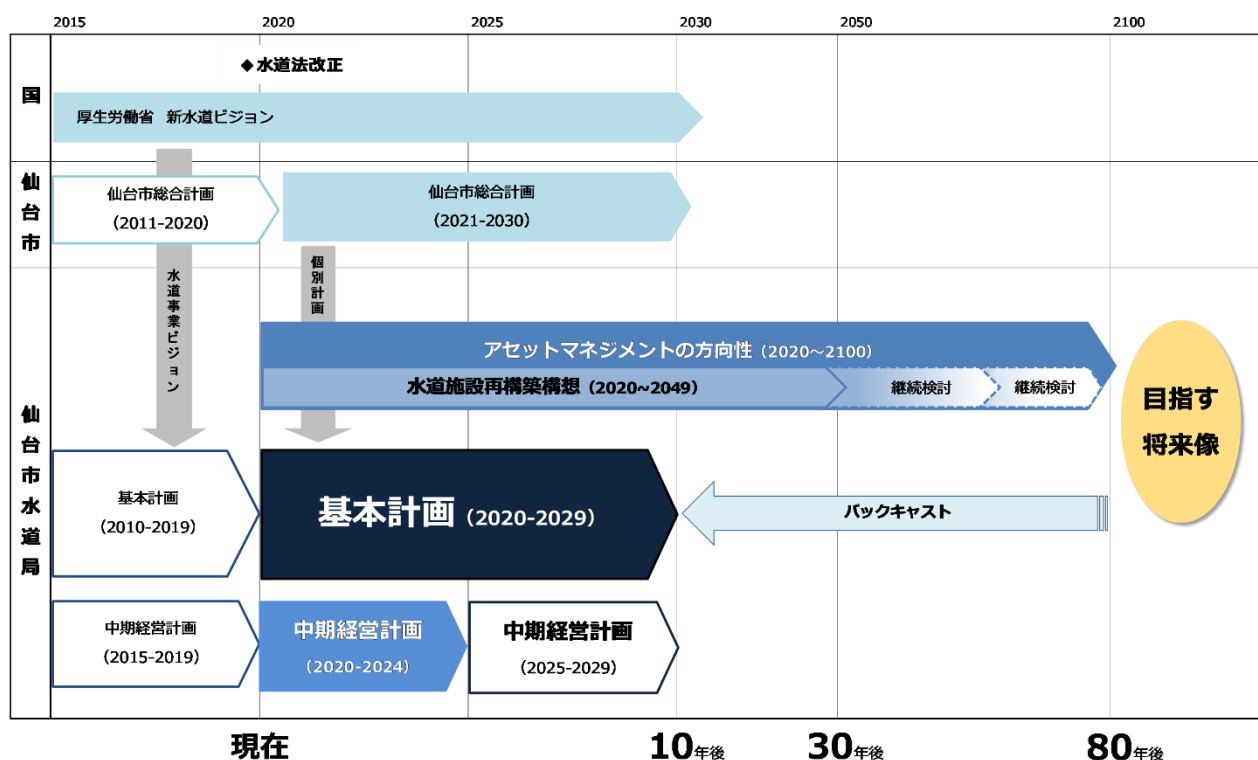 2015 2020 2025 2030 2050 2100
国
◆水道法改正
厚生労働省 新水道ビジョン
仙台市
仙台市総合計画
(2011-2020)
仙台市総合計画
(2021-2030)
水道事業ビジョン
個別計画
仙台市水道局
アセットマネジメントの方向性(2020~2100)
水道施設再構築構想(2020~2049)
継続検討
継続検討
目指す
将来像
基本計画
(2010-2019)
基本計画(2020-2029)
バックキャスト
中期経営計画
(2015-2019)
中期経営計画
(2020-2024)
中期経営計画
(2025-2029)
現在 10年後 30年後 80年後